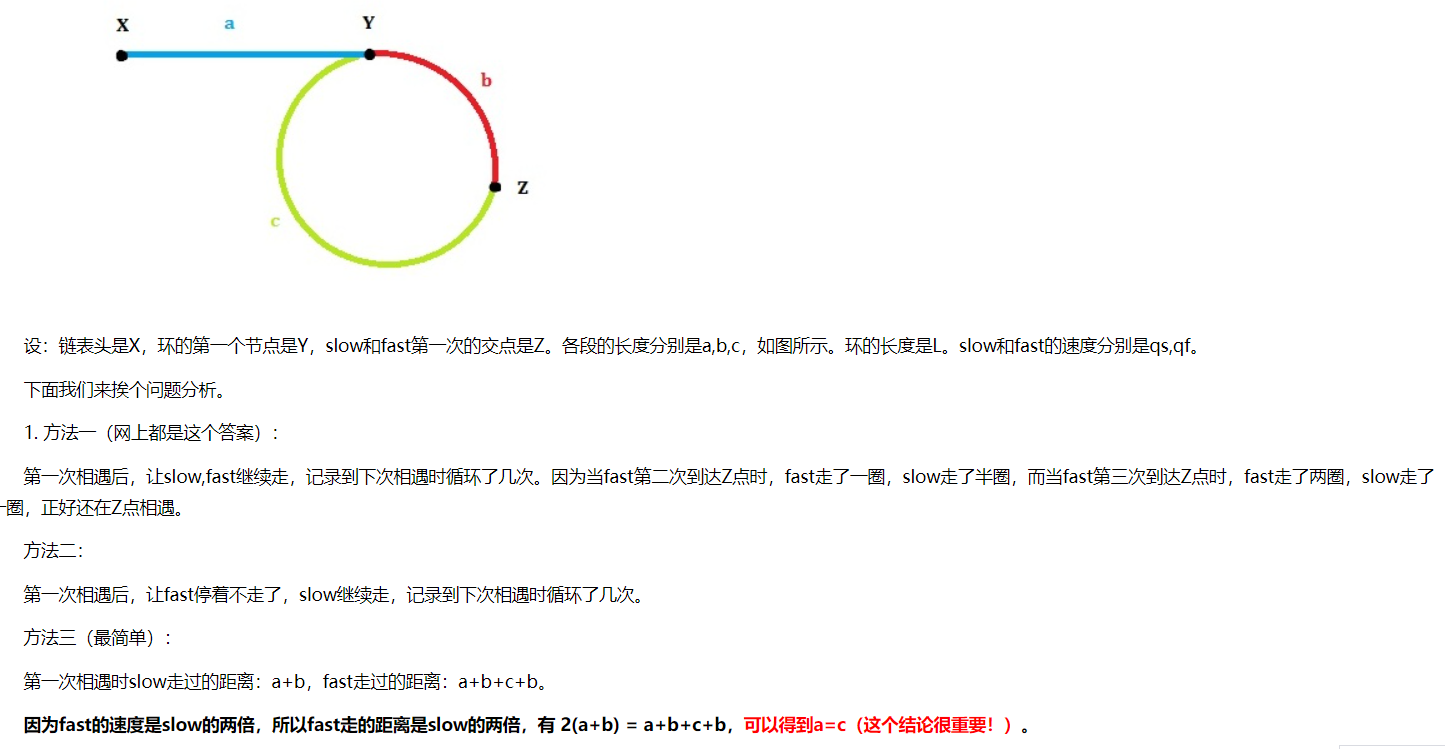 X a Y
b
Z
c
设：链表头是X，环的第一个节点是Y，slow和fast第一次的交点是Z。各段的长度分别是a,b,c，如图所示。环的长度是L。slow和fast的速度分别是qs,qf。
下面我们来挨个问题分析。
1. 方法一（网上都是这个答案）：
第一次相遇后，让slow,fast继续走，记录到下次相遇时循环了几次。因为当fast第二次到达Z点时，fast走了一圈，slow走了半圈，而当fast第三次到达Z点时，fast走了两圈，slow走了
一圈，正好还在Z点相遇。
方法二：
第一次相遇后，让fast停着不走了，slow继续走，记录到下次相遇时循环了几次。
方法三（最简单）：
第一次相遇时slow走过的距离：a+b，fast走过的距离：a+b+c+b。
因为fast的速度是slow的两倍，所以fast走的距离是slow的两倍，有 2(a+b) = a+b+c+b，可以得到a=c（这个结论很重要！）。